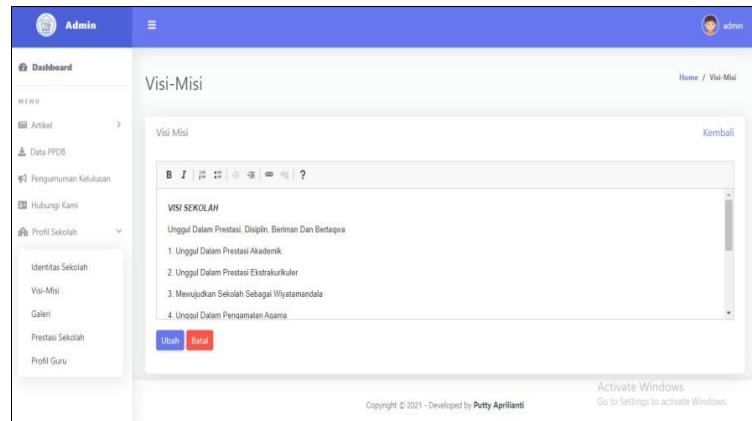 Admin
admin
Dashboard
MENU
Artikel
Data PPDB
Pengumuman Kelulusan
Hubungi Kami
Profil Sekolah
Identitas Sekolah
Visi-Misi
Galeri
Prestasi Sekolah
Profil Guru
Visi-Misi
Home / Visi-Misi
Visi Misi
Kembali
B I ?
VISI SEKOLAH
Unggul Dalam Prestasi, Disiplin, Beriman Dan Bertaqwa
1. Unggul Dalam Prestasi Akademik.
2. Unggul Dalam Prestasi Ekstrakurikuler
3. Mewujudkan Sekolah Sebagai Wiyatamandala
4. Unggul Dalam Pengamalan Agama
Ubah
Batal
Activate Windows
Go to Settings to activate Windows.
Copyright © 2021 - Developed by Putty Aprilianti